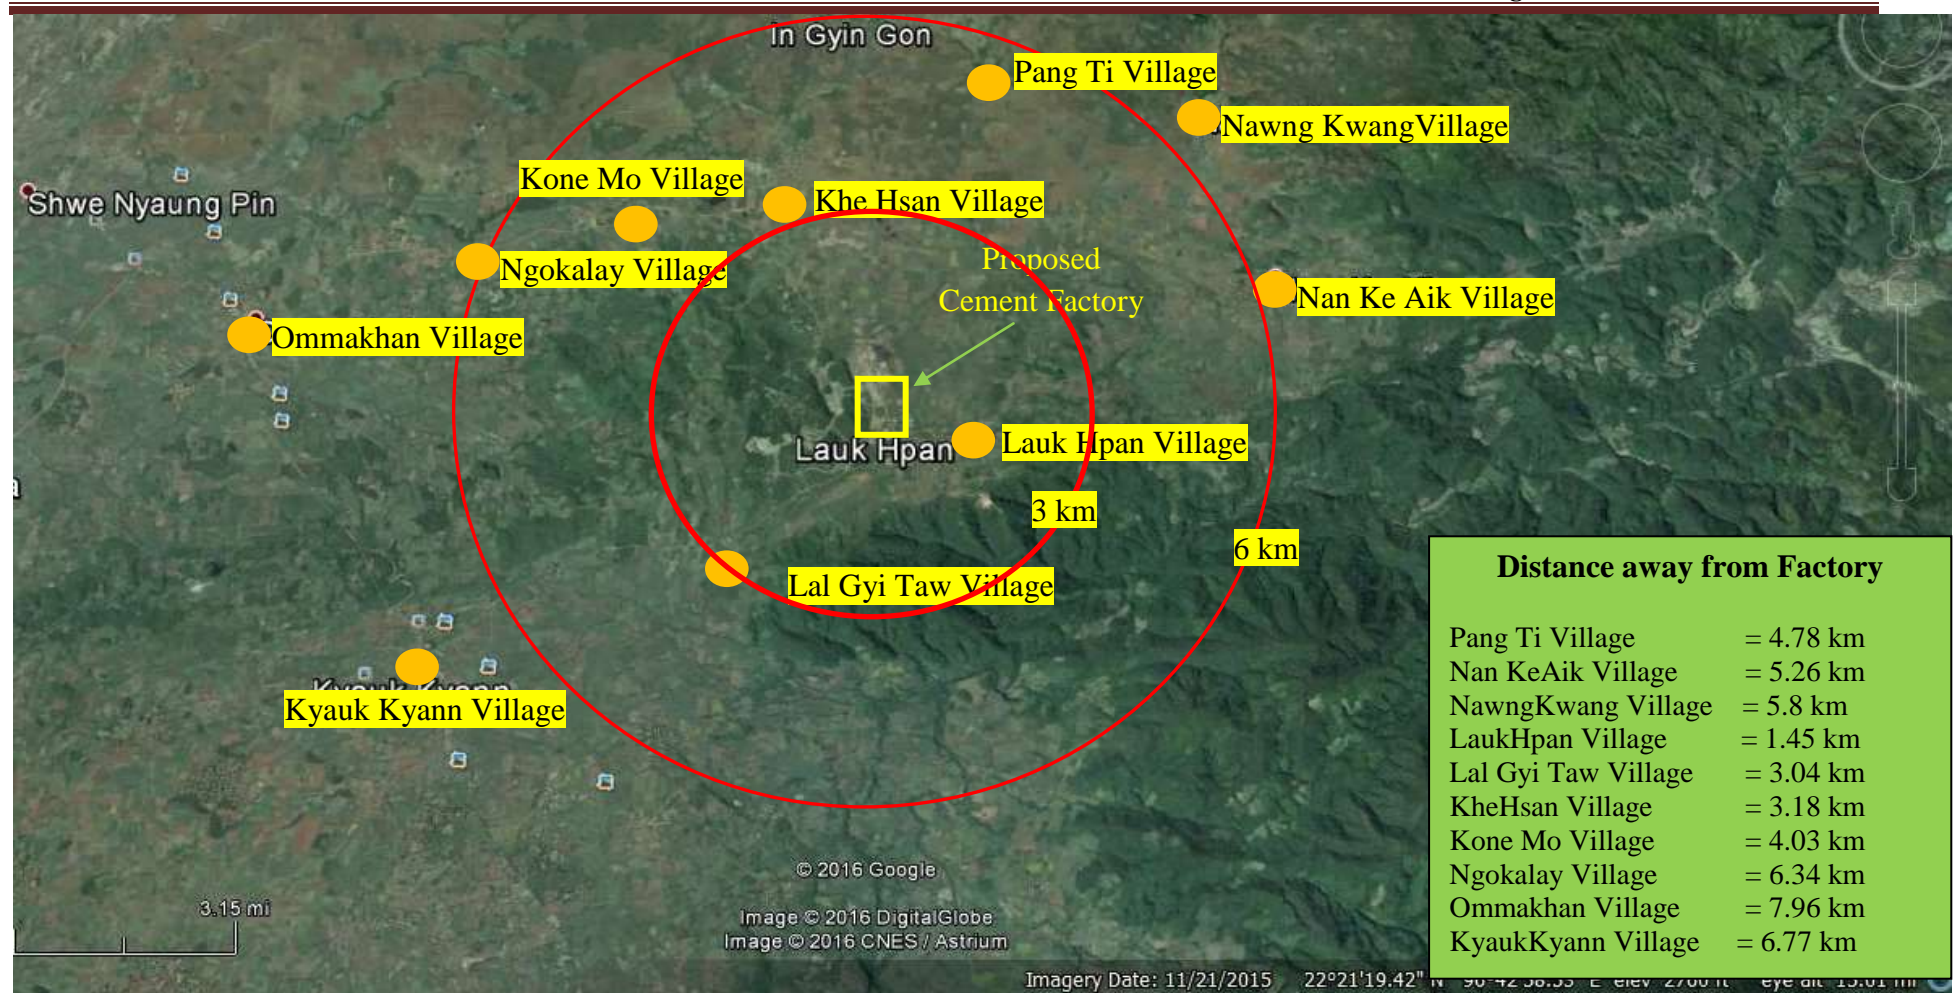 In Gyin Gon
Pang Ti Village
Nawng KwangVillage
Kone Mo Village
Khe Hsan Village
Shwe Nyaung Pin
Ngokalay Village
Proposed
Cement Factory
Nan Ke Aik Village
Ommakhan Village
Lauk Hpan
Lauk Hpan Village
3 km
6 km
Lal Gyi Taw Village
Kyauk Kyann
Kyauk Kyann Village
Distance away from Factory
Pang Ti Village = 4.78 km
Nan KeAik Village = 5.26 km
NawngKwang Village = 5.8 km
LaukHpan Village = 1.45 km
Lal Gyi Taw Village = 3.04 km
KheHsan Village = 3.18 km
Kone Mo Village = 4.03 km
Ngokalay Village = 6.34 km
Ommakhan Village = 7.96 km
KyaukKyann Village = 6.77 km
© 2016 Google
3.15 mi
Image © 2016 DigitalGlobe
Image © 2016 CNES / Astrium
Imagery Date: 11/21/2015 22°21'19.42" N